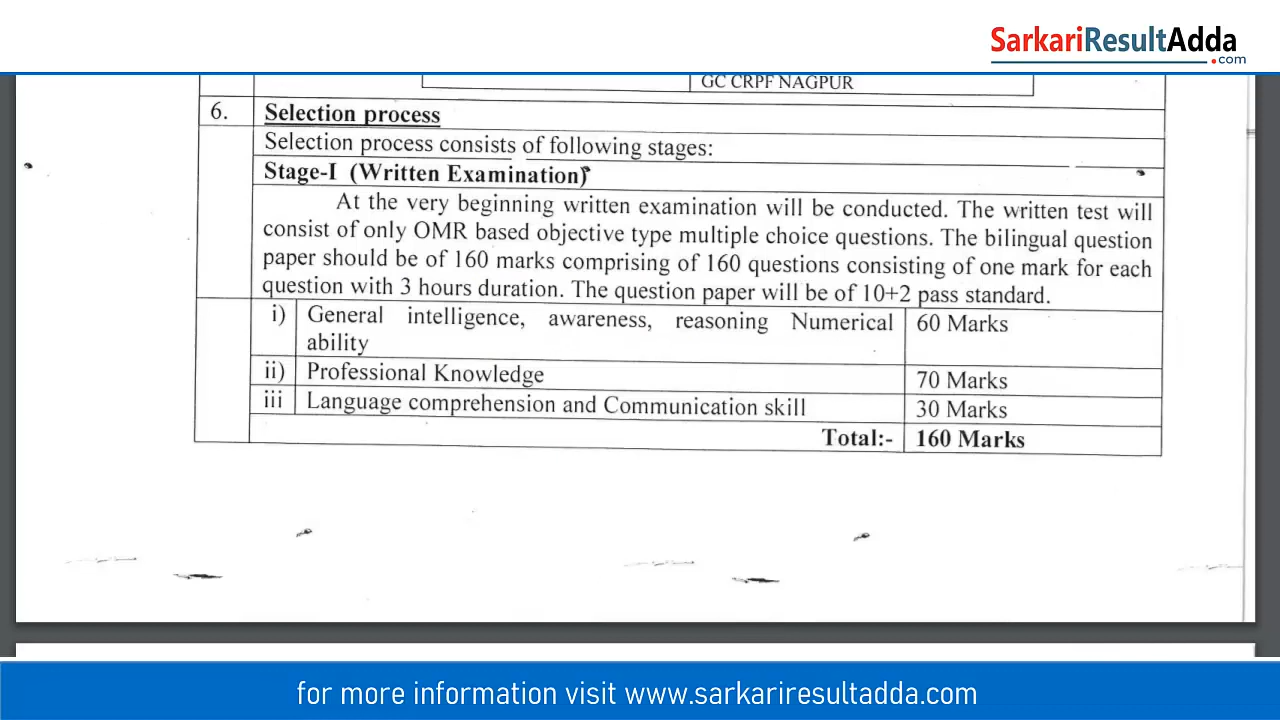 SarkariResultAdda
.com
GC CRPF NAGPUR
6. Selection process
Selection process consists of following stages:
Stage-I (Written Examination)
At the very beginning written examination will be conducted. The written test will
consist of only OMR based objective type multiple choice questions. The bilingual question
paper should be of 160 marks comprising of 160 questions consisting of one mark for each
question with 3 hours duration. The question paper will be of 10+2 pass standard.
i) General intelligence, awareness, reasoning Numerical 60 Marks
ability
ii) Professional Knowledge 70 Marks
iii Language comprehension and Communication skill 30 Marks
Total:- 160 Marks
for more information visit www.sarkariresultadda.com